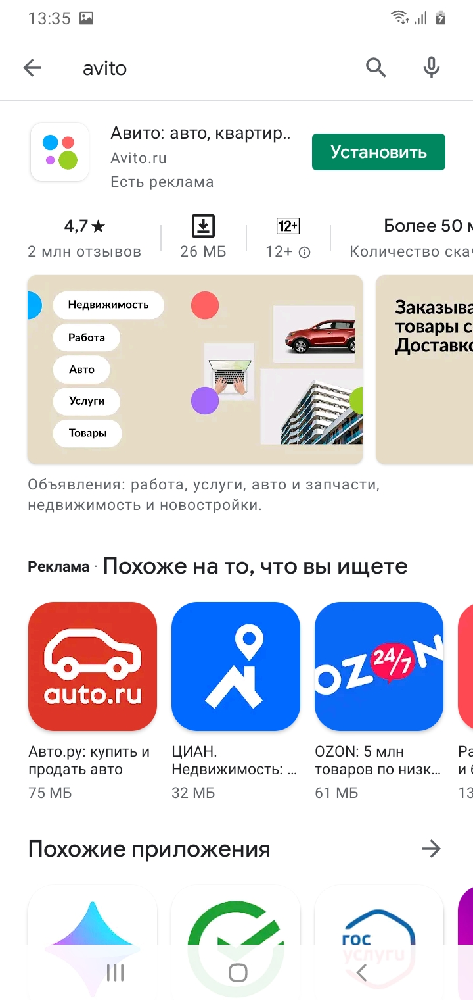 13:35
avito
Авито: авто, квартир..
Установить
Avito.ru
Есть реклама
4,7★
12+
Более 50 м
2 млн отзывов
26 МБ
12+
Количество скач
Недвижимость
Работа
Авто
Услуги
Товары
Заказыва
товары с
Доставко
Объявления: работа, услуги, авто и запчасти,
недвижимость и новостройки.
Реклама · Похоже на то, что вы ищете
auto.ru
OZON
24/7
Авто.ру: купить и
продать авто
75 МБ
ЦИАН.
Недвижимость: ...
32 МБ
OZON: 5 млн
товаров по низк...
61 МБ
Ра
и б
13
Похожие приложения
гос
услуги